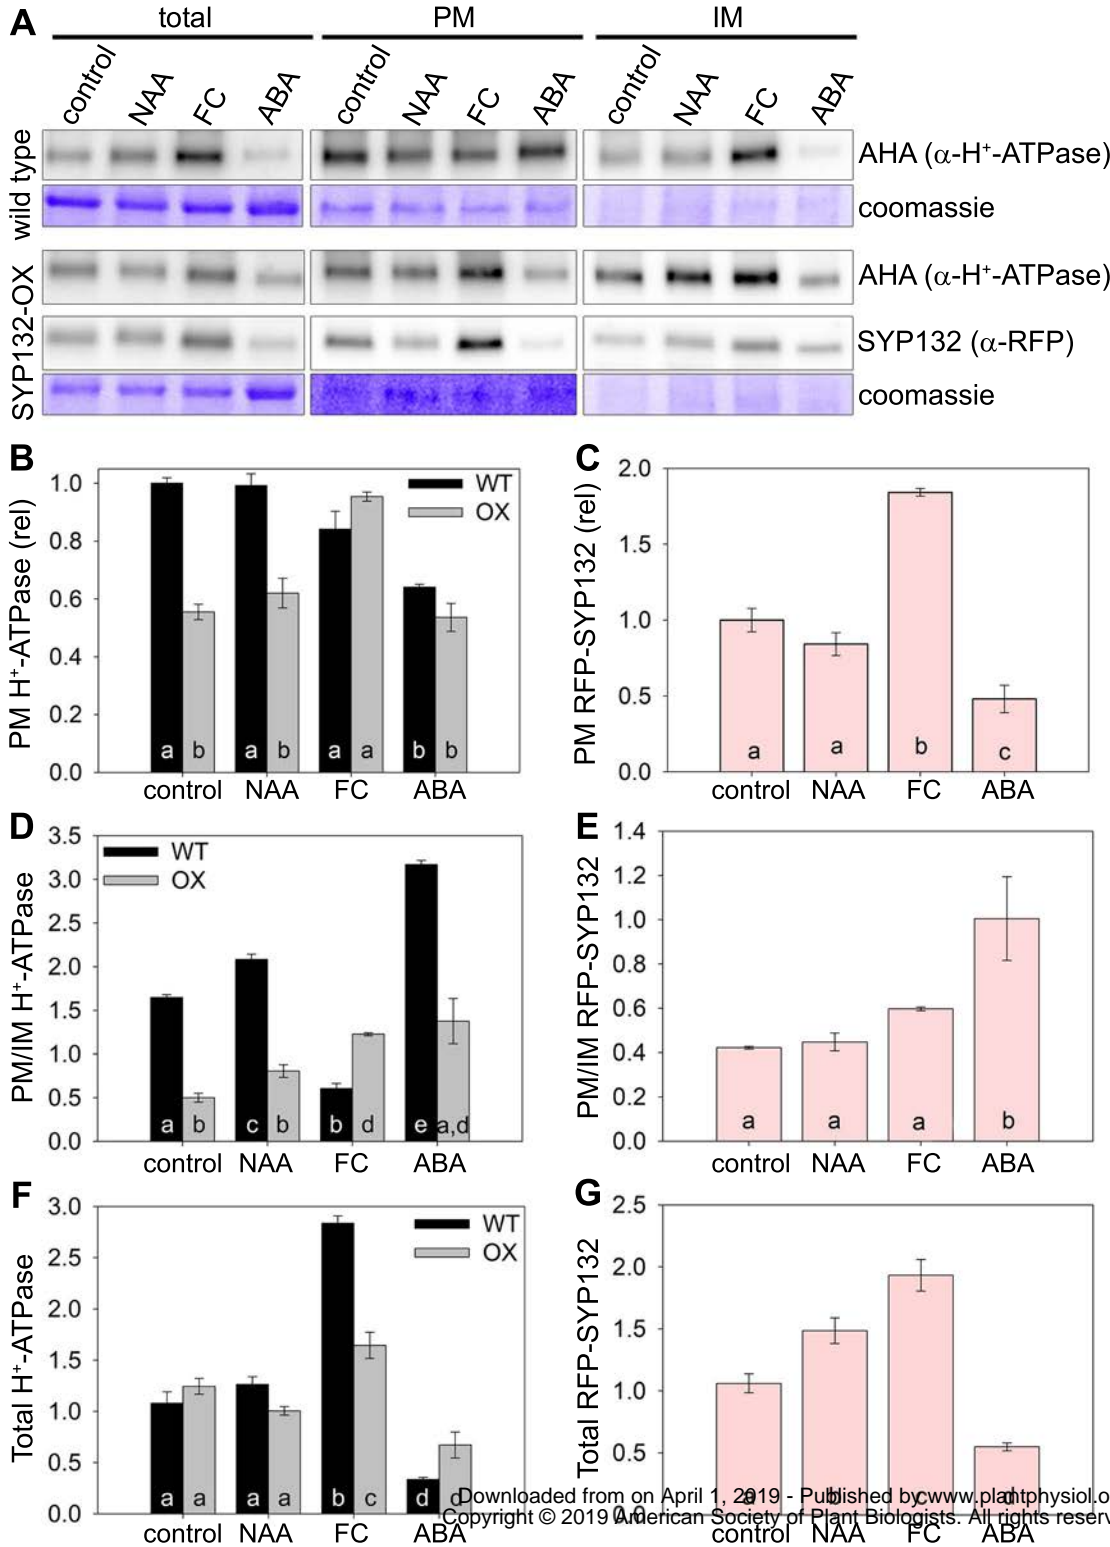 A
total PM IM
control NAA FC ABA control NAA FC ABA control NAA FC ABA
wild type
AHA (α-H⁺-ATPase)
coomassie
SYP132-OX
AHA (α-H⁺-ATPase)
SYP132 (α-RFP)
coomassie
B
PM H⁺-ATPase (rel)
1.0
0.8
0.6
0.4
0.2
0.0
WT
OX
a b a b a a b b
control NAA FC ABA
C
PM RFP-SYP132 (rel)
2.0
1.5
1.0
0.5
0.0
a a b c
control NAA FC ABA
D
PM/IM H⁺-ATPase
3.5
3.0
2.5
2.0
1.5
1.0
0.5
0.0
WT
OX
a b c b b d e a,d
control NAA FC ABA
E
PM/IM RFP-SYP132
1.4
1.2
1.0
0.8
0.6
0.4
0.2
0.0
a a a b
control NAA FC ABA
F
Total H⁺-ATPase
3.0
2.5
2.0
1.5
1.0
0.5
0.0
WT
OX
a a a a b c d d
control NAA FC ABA
G
Total RFP-SYP132
2.5
2.0
1.5
1.0
0.5
0.0
a b c d
control NAA FC ABA
Downloaded from on April 1, 2019 - Published by www.plantphysiol.o
Copyright © 2019 American Society of Plant Biologists. All rights reserv